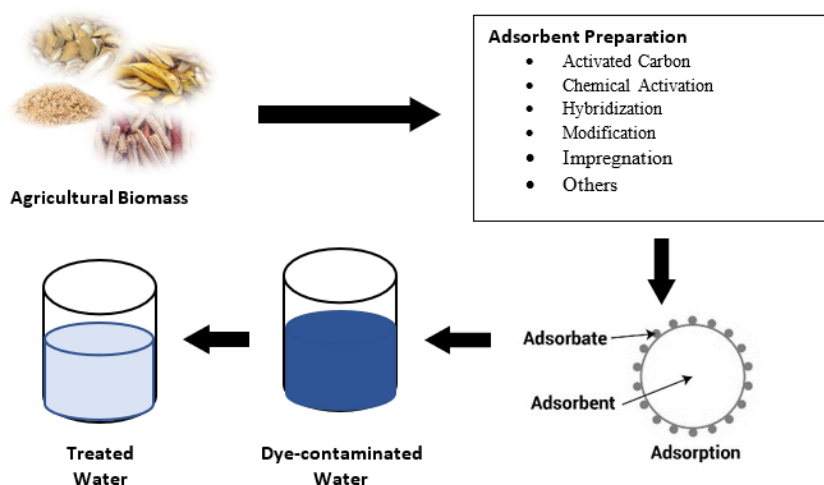 Adsorbent Preparation
• Activated Carbon
• Chemical Activation
• Hybridization
• Modification
• Impregnation
• Others
Agricultural Biomass
Adsorbate
Adsorbent
Adsorption
Treated
Water
Dye-contaminated
Water